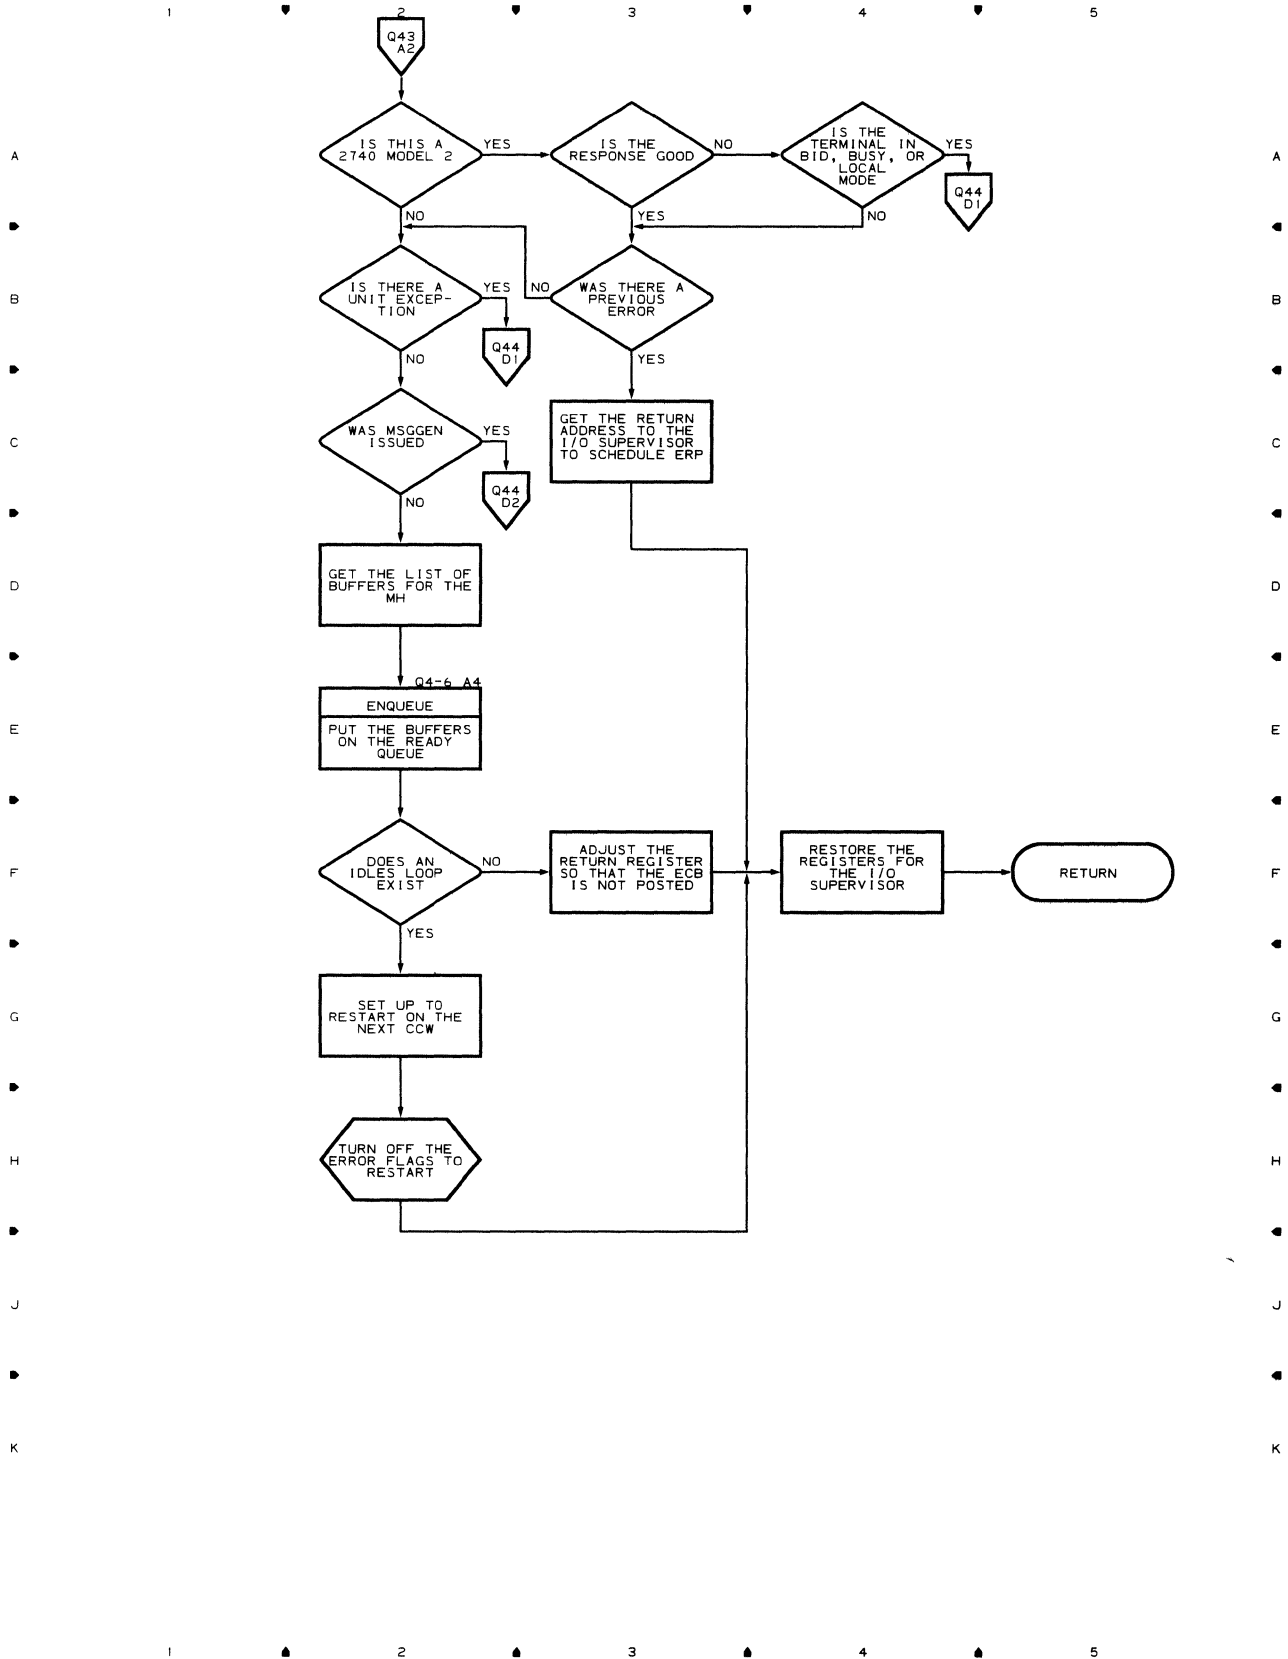 1 2 3 4 5
Q43
A2
A
IS THIS A
2740 MODEL 2
YES
IS THE
RESPONSE GOOD
NO
IS THE
TERMINAL IN
BID, BUSY, OR
LOCAL
MODE
YES
A
Q44
D1
NO
YES
NO
B
IS THERE A
UNIT EXCEP-
TION
YES
NO
WAS THERE A
PREVIOUS
ERROR
B
Q44
D1
NO
YES
C
WAS MSGGEN
ISSUED
YES
GET THE RETURN
ADDRESS TO THE
I/O SUPERVISOR
TO SCHEDULE ERP
C
Q44
D2
NO
D
GET THE LIST OF
BUFFERS FOR THE
MH
D
Q4-6 A4
E
ENQUEUE
PUT THE BUFFERS
ON THE READY
QUEUE
E
F
DOES AN
IDLES LOOP
EXIST
NO
ADJUST THE
RETURN REGISTER
SO THAT THE ECB
IS NOT POSTED
RESTORE THE
REGISTERS FOR
THE I/O
SUPERVISOR
RETURN
F
YES
G
SET UP TO
RESTART ON THE
NEXT CCW
G
H
TURN OFF THE
ERROR FLAGS TO
RESTART
H
J
J
K
K
1 2 3 4 5